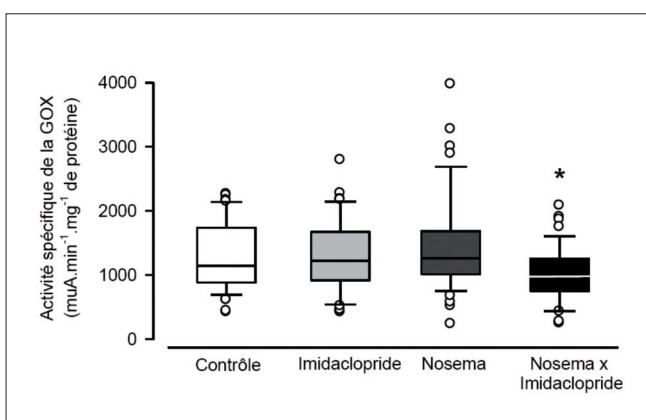 Activité spécifique de la GOX
(muA.min⁻¹.mg⁻¹ de protéine)
4000
3000
2000
1000
0
*
Contrôle
Imidaclopride
Nosema
Nosema x
Imidaclopride